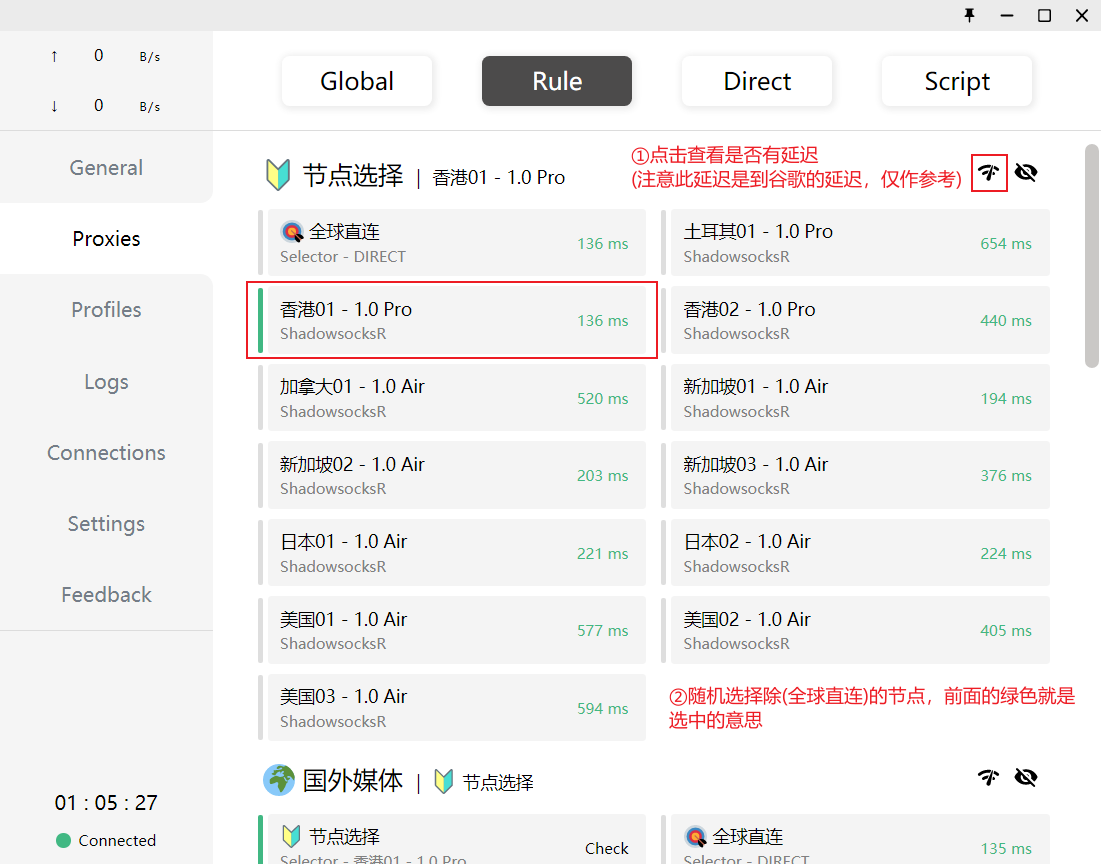 ↑ 0 B/s
↓ 0 B/s
General
Proxies
Profiles
Logs
Connections
Settings
Feedback
01 : 05 : 27
Connected
Global
Rule
Direct
Script
节点选择 | 香港01 - 1.0 Pro
①点击查看是否有延迟
(注意此延迟是到谷歌的延迟，仅作参考)
全球直连
Selector - DIRECT
136 ms
土耳其01 - 1.0 Pro
ShadowsocksR
654 ms
香港01 - 1.0 Pro
ShadowsocksR
136 ms
香港02 - 1.0 Pro
ShadowsocksR
440 ms
加拿大01 - 1.0 Air
ShadowsocksR
520 ms
新加坡01 - 1.0 Air
ShadowsocksR
194 ms
新加坡02 - 1.0 Air
ShadowsocksR
203 ms
新加坡03 - 1.0 Air
ShadowsocksR
376 ms
日本01 - 1.0 Air
ShadowsocksR
221 ms
日本02 - 1.0 Air
ShadowsocksR
224 ms
美国01 - 1.0 Air
ShadowsocksR
577 ms
美国02 - 1.0 Air
ShadowsocksR
405 ms
美国03 - 1.0 Air
ShadowsocksR
594 ms
②随机选择除(全球直连)的节点，前面的绿色就是
选中的意思
国外媒体 | 节点选择
节点选择
Selector - 香港01 - 1.0 Pro
Check
全球直连
Selector - DIRECT
135 ms